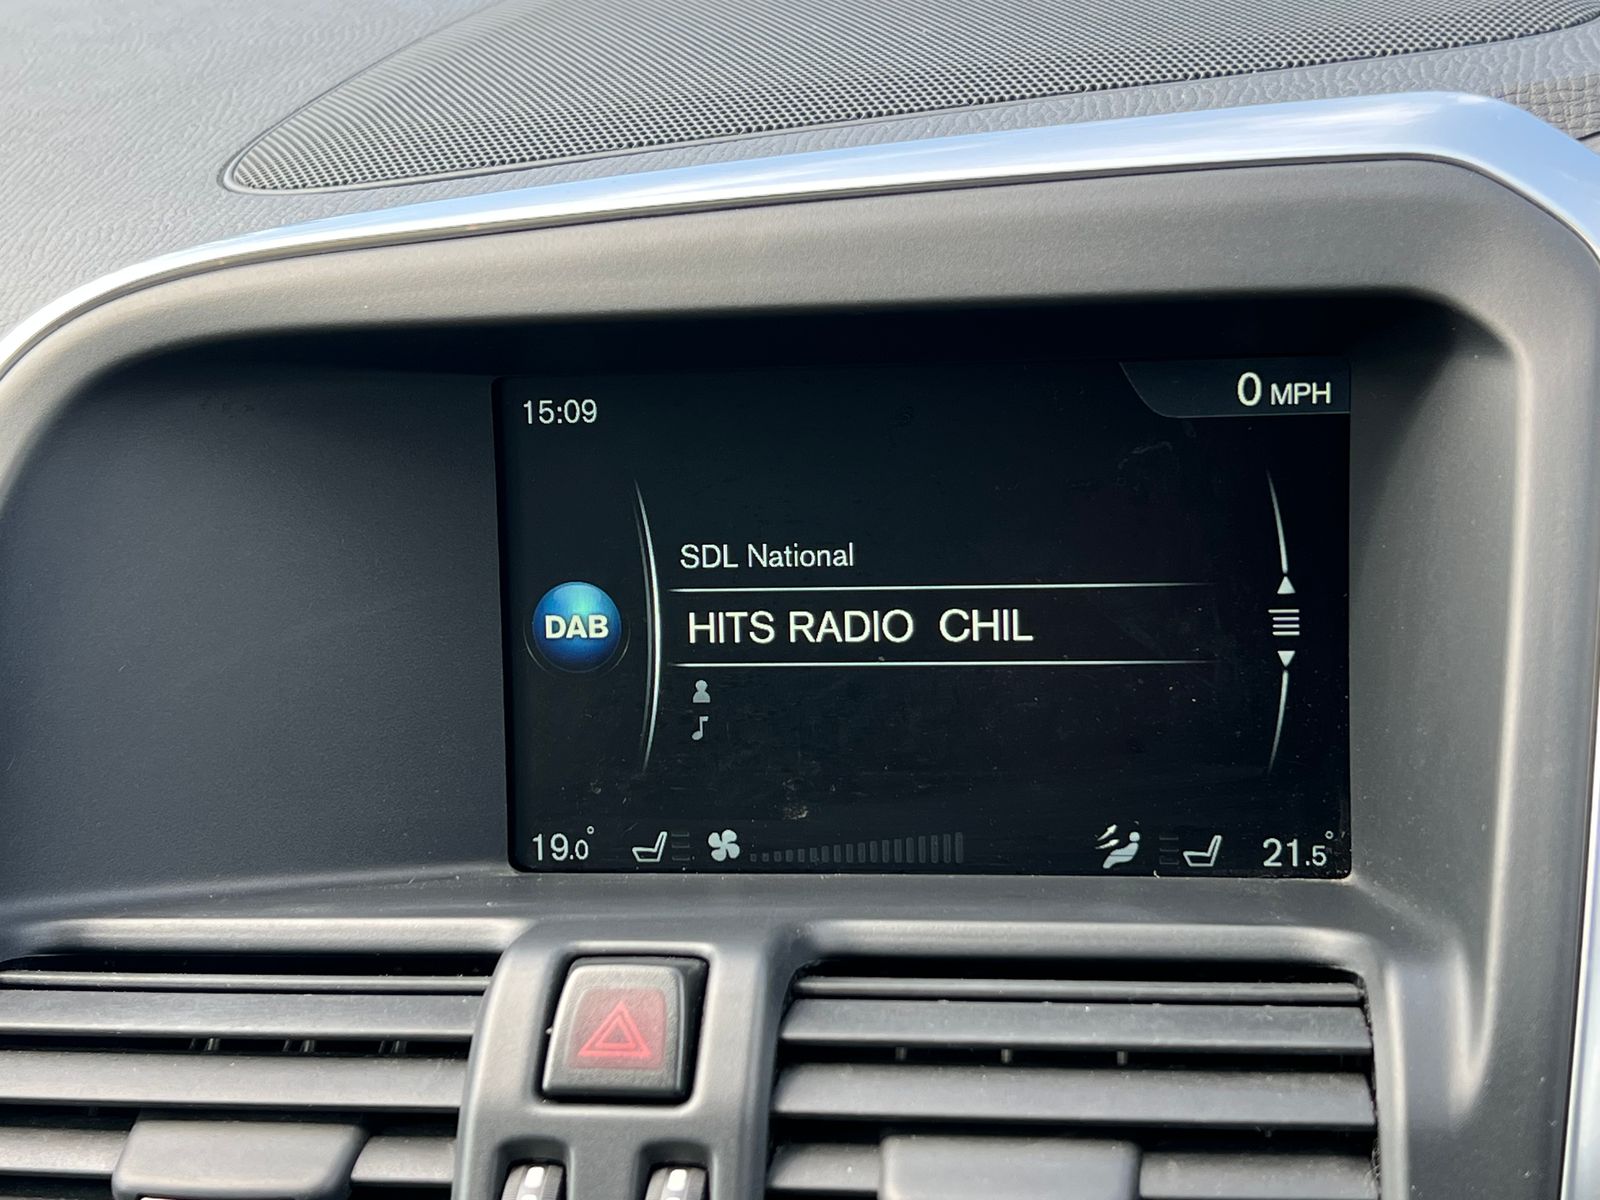 15:09
0 MPH
SDL National
DAB
HITS RADIO  CHIL
19.0°
21.5°